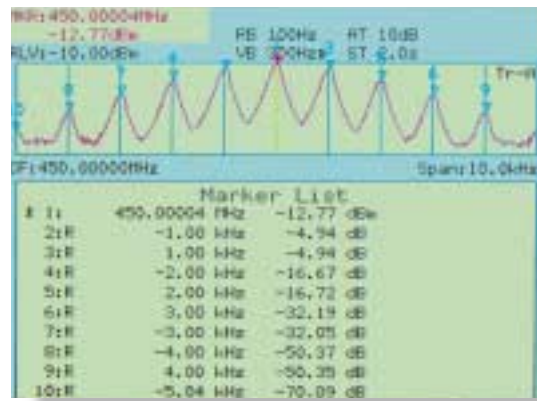 MKR: 450.00004MHz
-12.77dBm
RB 100Hz AT 10dB
RLV: -10.00dBm
VB 300Hz ST 2.0s
Tr-A
CF: 450.00000MHz Span: 10.0kHz
Marker List
1: 450.00004 MHz -12.77 dBm
2:R -1.00 kHz -4.94 dB
3:R 1.00 kHz -4.94 dB
4:R -2.00 kHz -16.67 dB
5:R 2.00 kHz -16.72 dB
6:R 3.00 kHz -32.19 dB
7:R -3.00 kHz -32.05 dB
8:R -4.00 kHz -50.37 dB
9:R 4.00 kHz -50.35 dB
10:R -5.04 kHz -70.09 dB